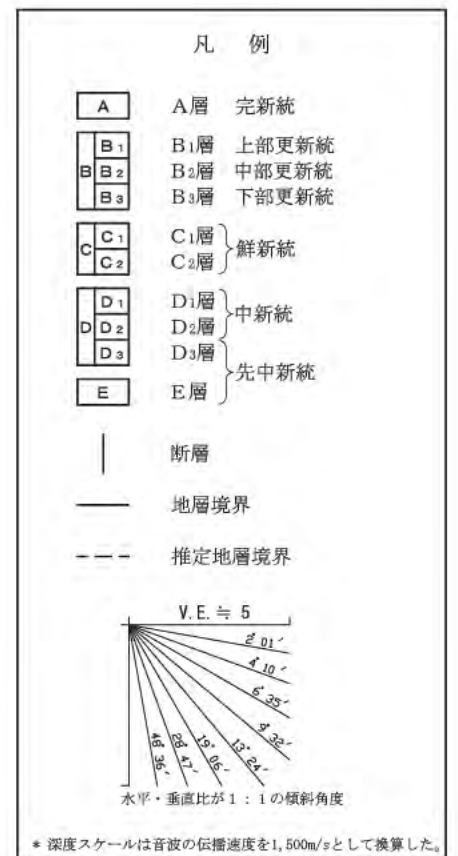 凡 例
A A層 完新統
B B1 B1層 上部更新統
B2 B2層 中部更新統
B3 B3層 下部更新統
C C1 C1層 鮮新統
C2 C2層
D D1 D1層 中新統
D2 D2層
D3 D3層 先中新統
E E層
断層
地層境界
推定地層境界
V.E.≒ 5
2°01′
4°10′
6°35′
9°32′
13°24′
19°06′
28°47′
48°36′
水平・垂直比が1:1の傾斜角度
* 深度スケールは音波の伝播速度を1,500m/sとして換算した。